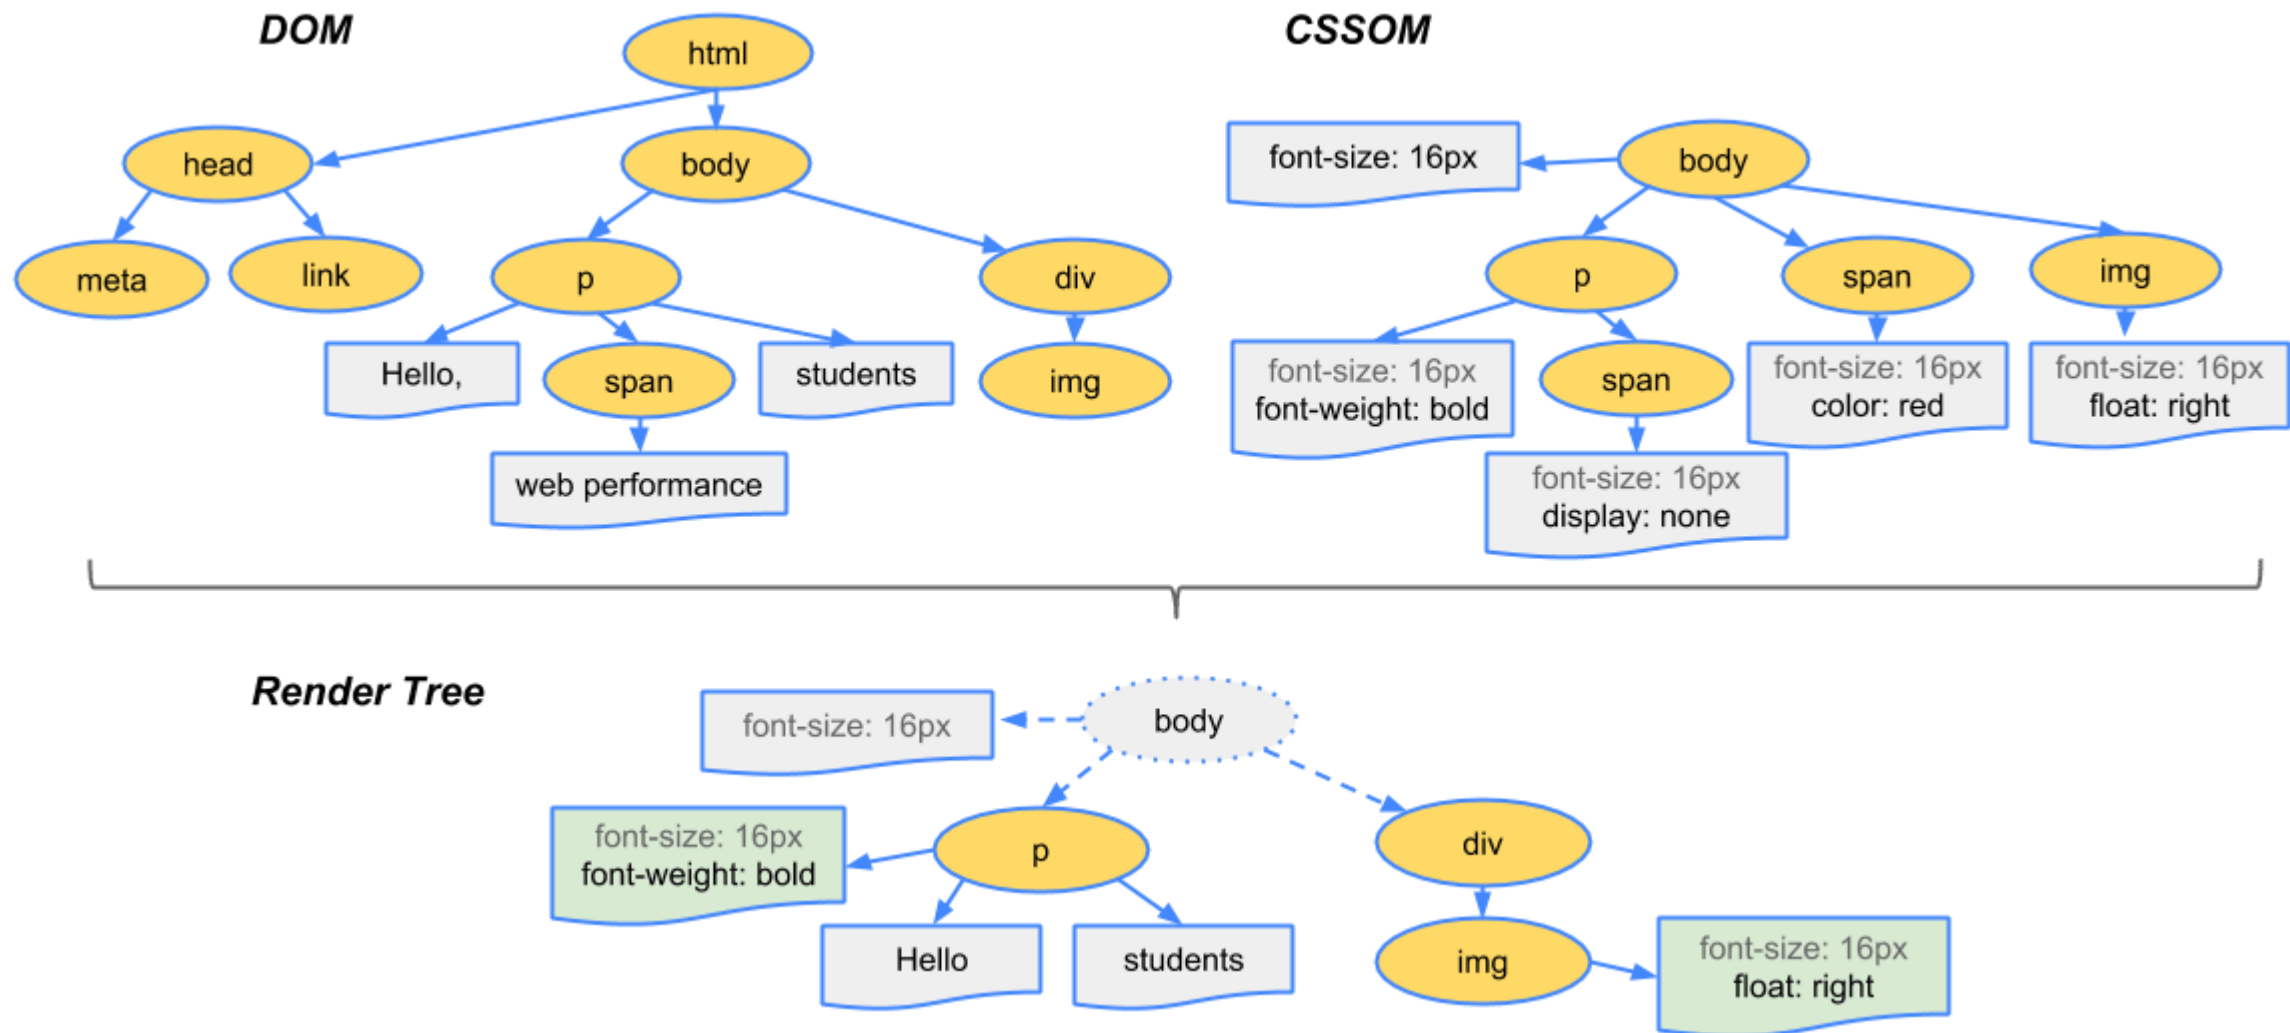 DOM
html
head
body
meta
link
p
div
Hello,
span
students
img
web performance
CSSOM
font-size: 16px
body
p
span
img
font-size: 16px
font-weight: bold
span
font-size: 16px
color: red
font-size: 16px
float: right
font-size: 16px
display: none
Render Tree
font-size: 16px
body
font-size: 16px
font-weight: bold
p
div
Hello
students
img
font-size: 16px
float: right